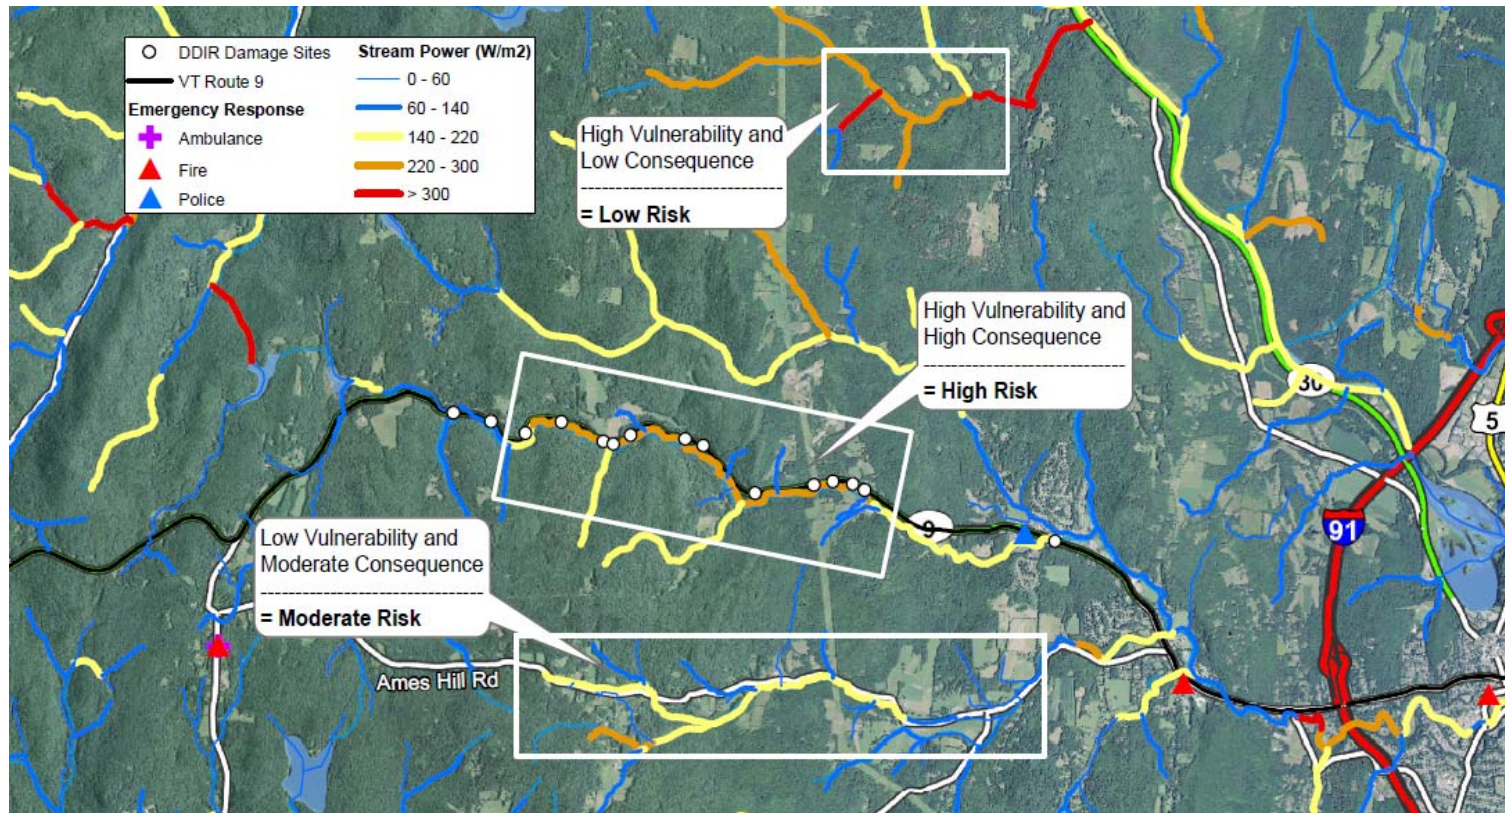 DDIR Damage Sites
VT Route 9
Emergency Response
Ambulance
Fire
Police
Stream Power (W/m2)
0 - 60
60 - 140
140 - 220
220 - 300
> 300
High Vulnerability and
Low Consequence
------------------------------
= Low Risk
High Vulnerability and
High Consequence
------------------------------
= High Risk
30
5
9
91
Low Vulnerability and
Moderate Consequence
---------------------------------
= Moderate Risk
Ames Hill Rd